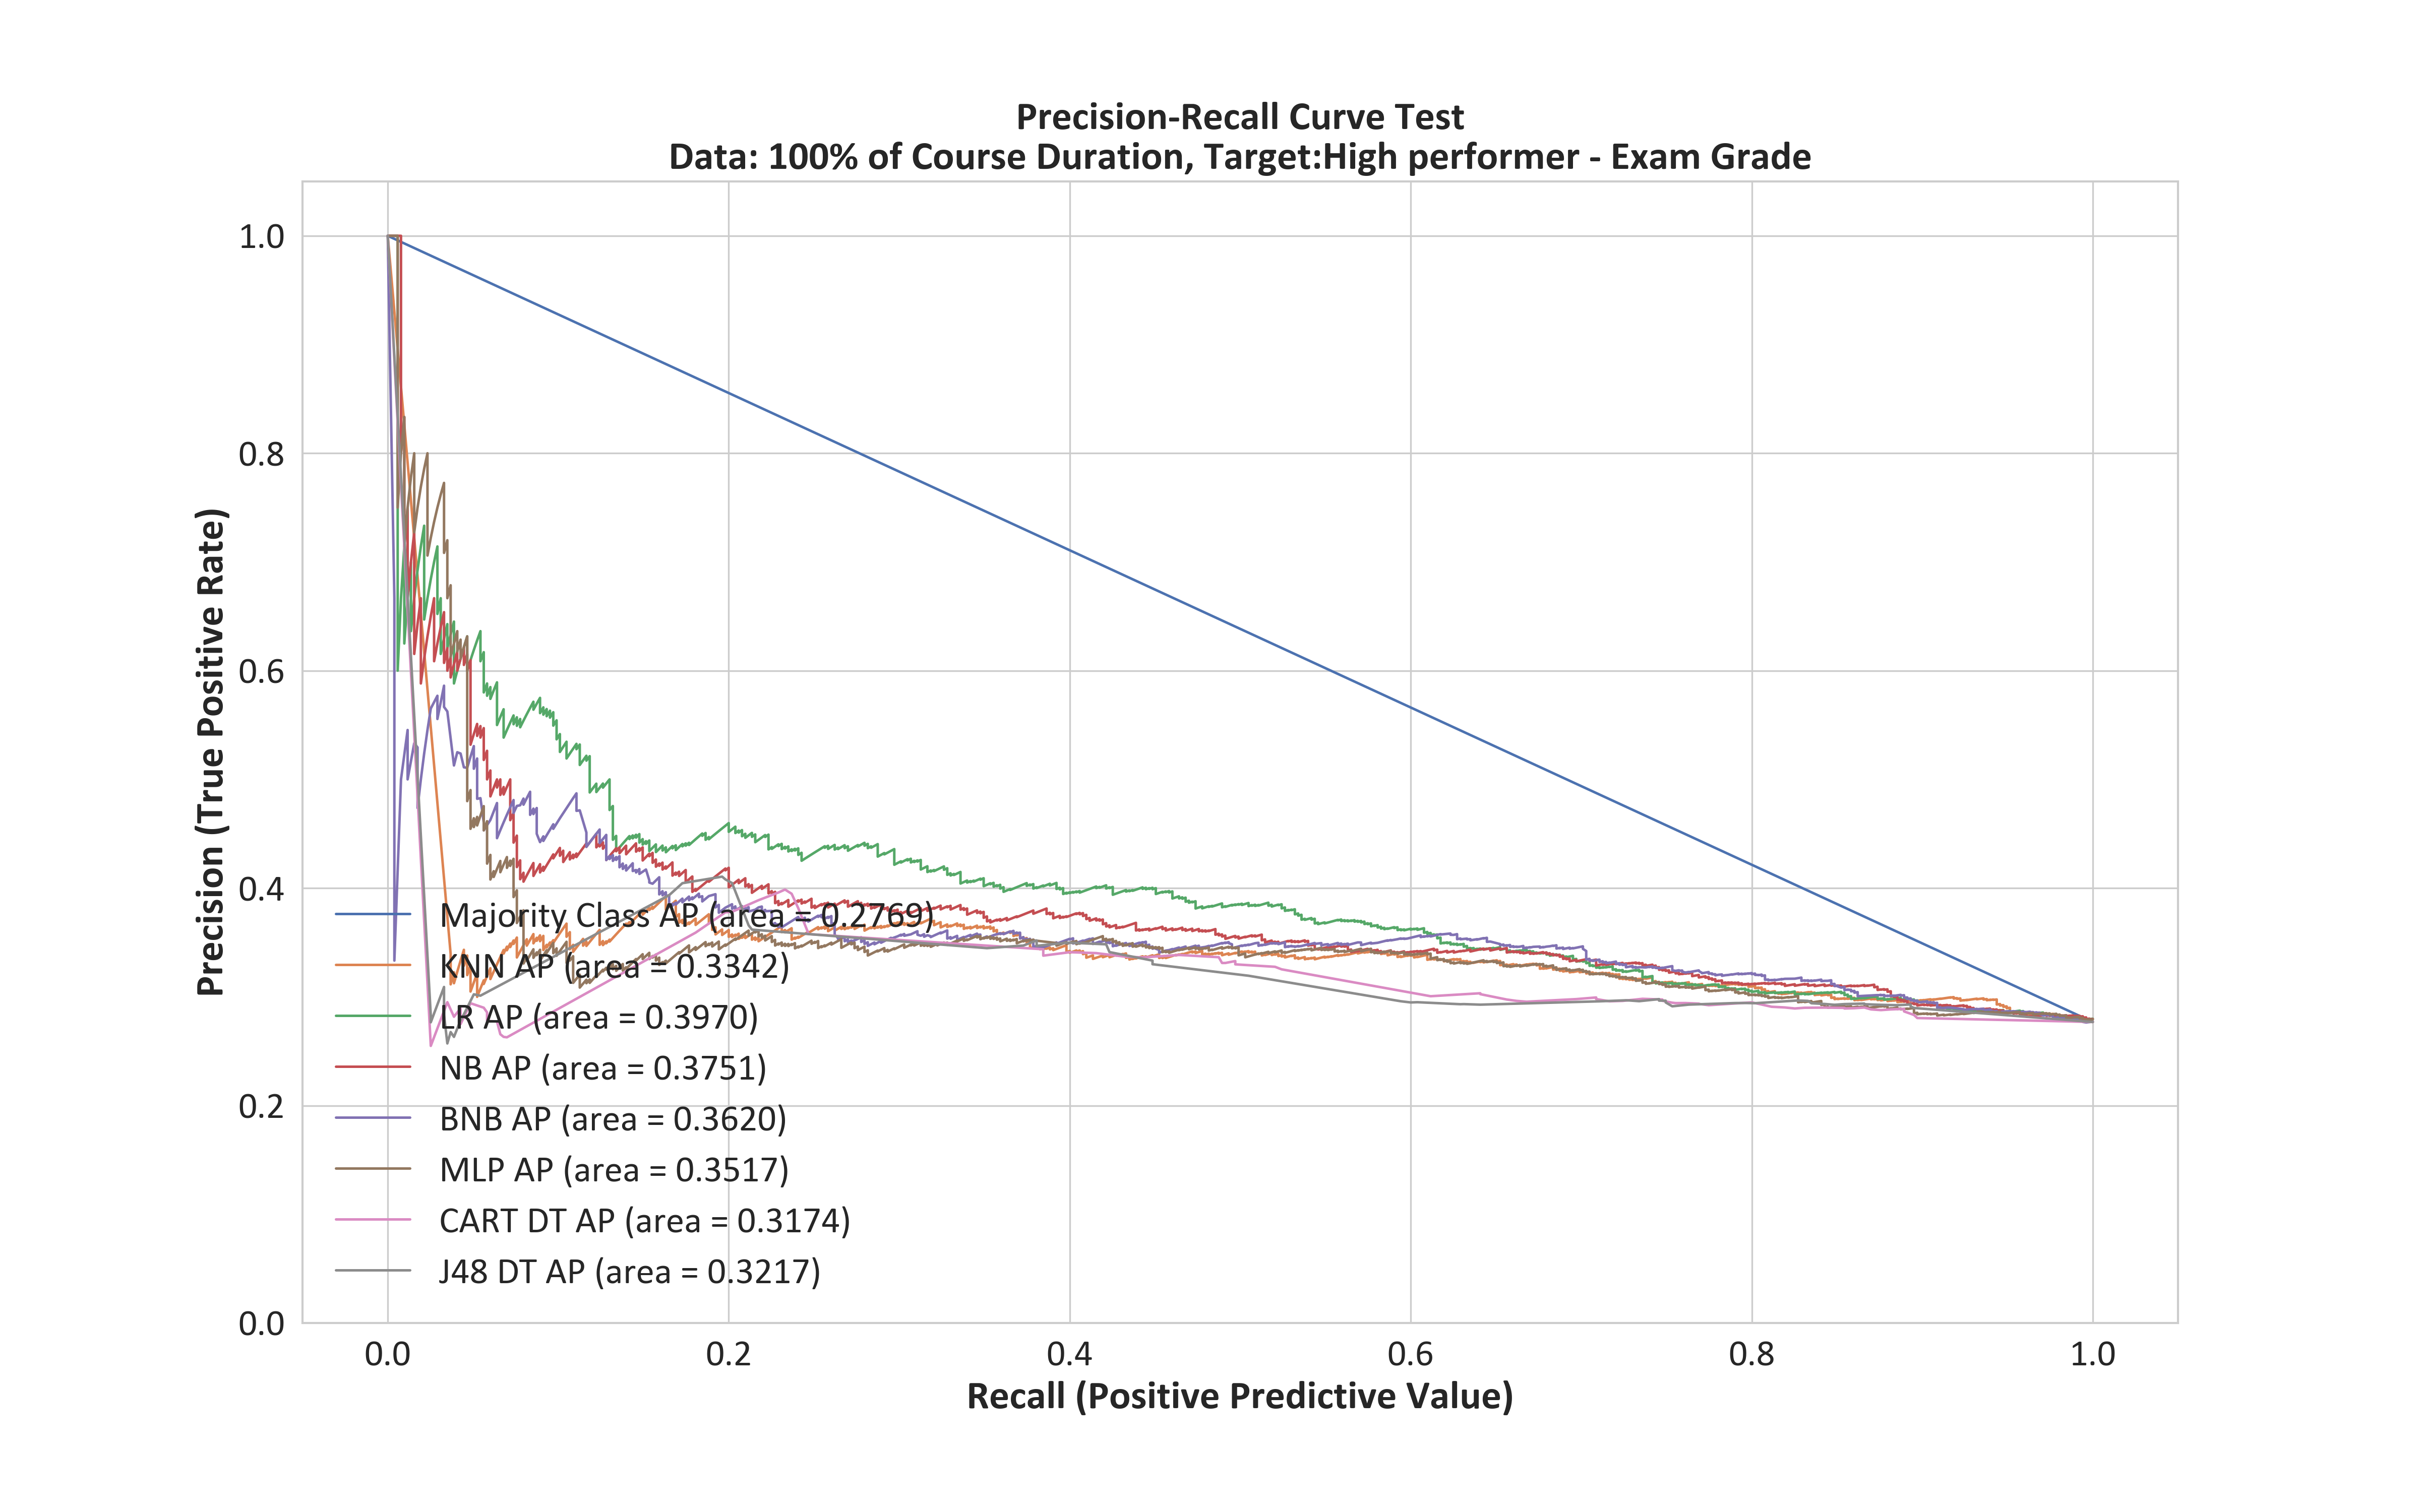 Precision-Recall Curve Test
Data: 100% of Course Duration, Target:High performer - Exam Grade
Precision (True Positive Rate)
1.0
0.8
0.6
0.4
0.2
0.0
Majority Class AP (area = 0.2769)
KNN AP (area = 0.3342)
LR AP (area = 0.3970)
NB AP (area = 0.3751)
BNB AP (area = 0.3620)
MLP AP (area = 0.3517)
CART DT AP (area = 0.3174)
J48 DT AP (area = 0.3217)
0.0 0.2 0.4 0.6 0.8 1.0
Recall (Positive Predictive Value)